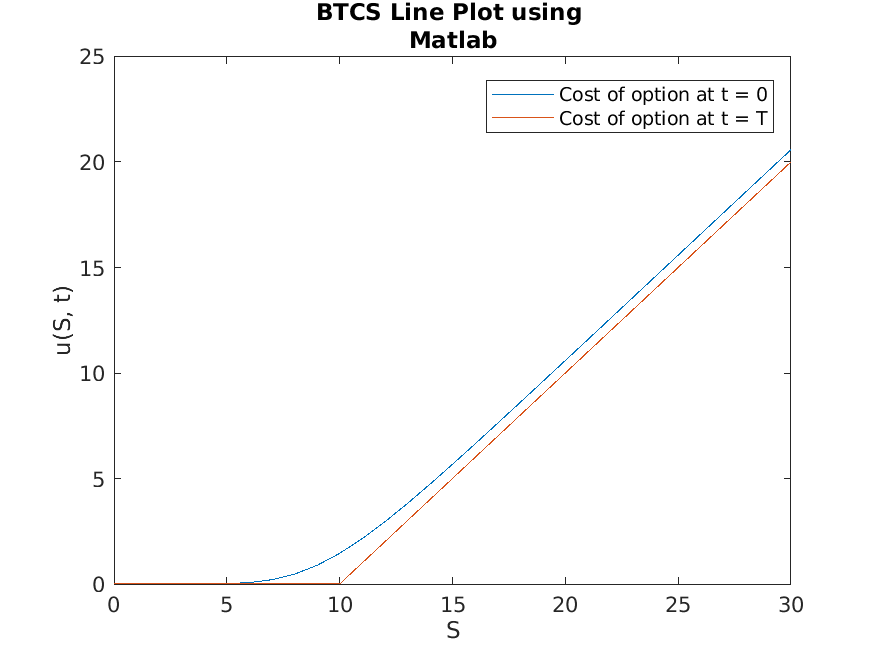 BTCS Line Plot using
Matlab
25
20
15
10
5
0
Cost of option at t = 0
Cost of option at t = T
u(S, t)
0 5 10 15 20 25 30
S